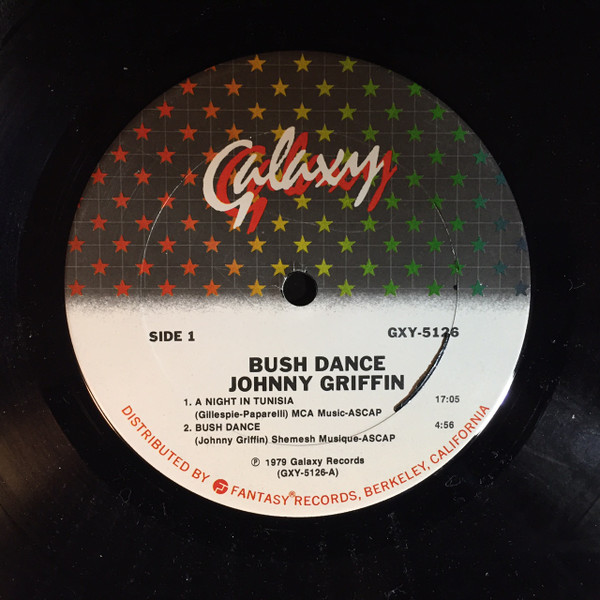 Galaxy
SIDE 1
GXY-5126
BUSH DANCE
JOHNNY GRIFFIN
1. A NIGHT IN TUNISIA 17:05
(Gillespie-Paparelli) MCA Music-ASCAP
2. BUSH DANCE 4:56
(Johnny Griffin) Shemesh Musique-ASCAP
℗ 1979 Galaxy Records
(GXY-5126-A)
DISTRIBUTED BY FANTASY® RECORDS, BERKELEY, CALIFORNIA